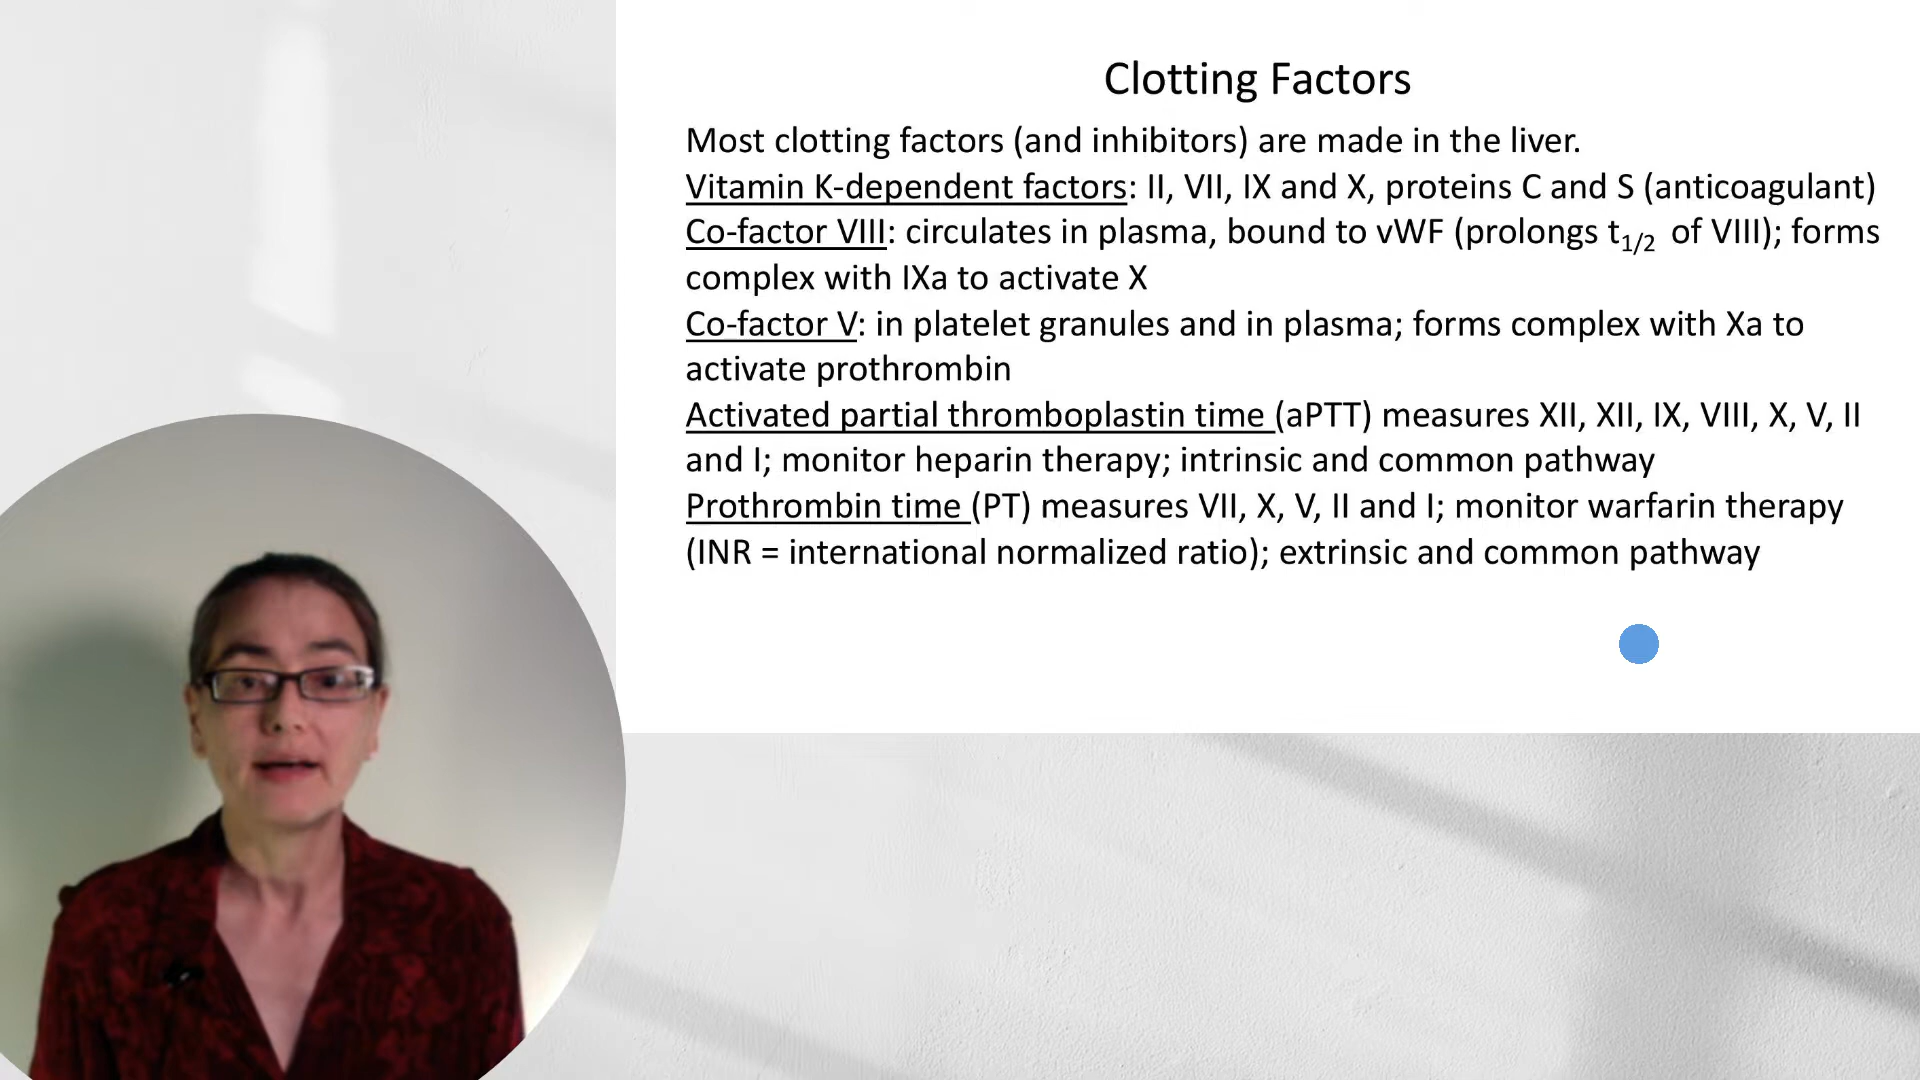 Clotting Factors
Most clotting factors (and inhibitors) are made in the liver.
Vitamin K-dependent factors: II, VII, IX and X, proteins C and S (anticoagulant)
Co-factor VIII: circulates in plasma, bound to vWF (prolongs t1/2 of VIII); forms
complex with IXa to activate X
Co-factor V: in platelet granules and in plasma; forms complex with Xa to
activate prothrombin
Activated partial thromboplastin time (aPTT) measures XII, XII, IX, VIII, X, V, II
and I; monitor heparin therapy; intrinsic and common pathway
Prothrombin time (PT) measures VII, X, V, II and I; monitor warfarin therapy
(INR = international normalized ratio); extrinsic and common pathway